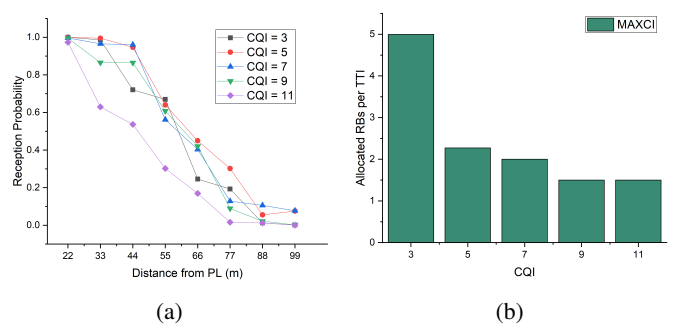 CQI = 3
CQI = 5
CQI = 7
CQI = 9
CQI = 11
1.0
0.8
0.6
0.4
0.2
0.0
Reception Probability
22 33 44 55 66 77 88 99
Distance from PL (m)
(a)
MAXCI
5
4
3
2
1
0
Allocated RBs per TTI
3 5 7 9 11
CQI
(b)